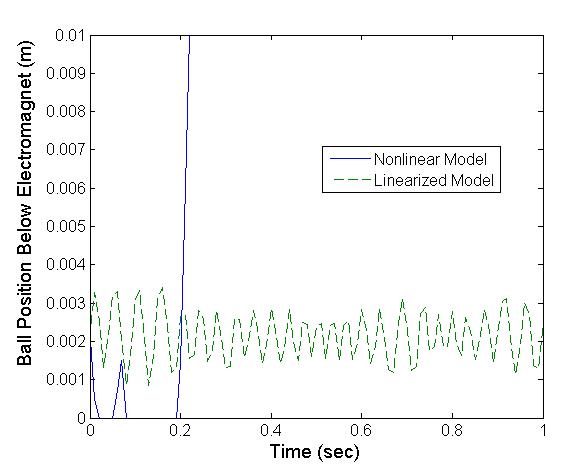 0.01
0.009
0.008
0.007
0.006
0.005
0.004
0.003
0.002
0.001
0
Ball Position Below Electromagnet (m)
Nonlinear Model
Linearized Model
0 0.2 0.4 0.6 0.8 1
Time (sec)